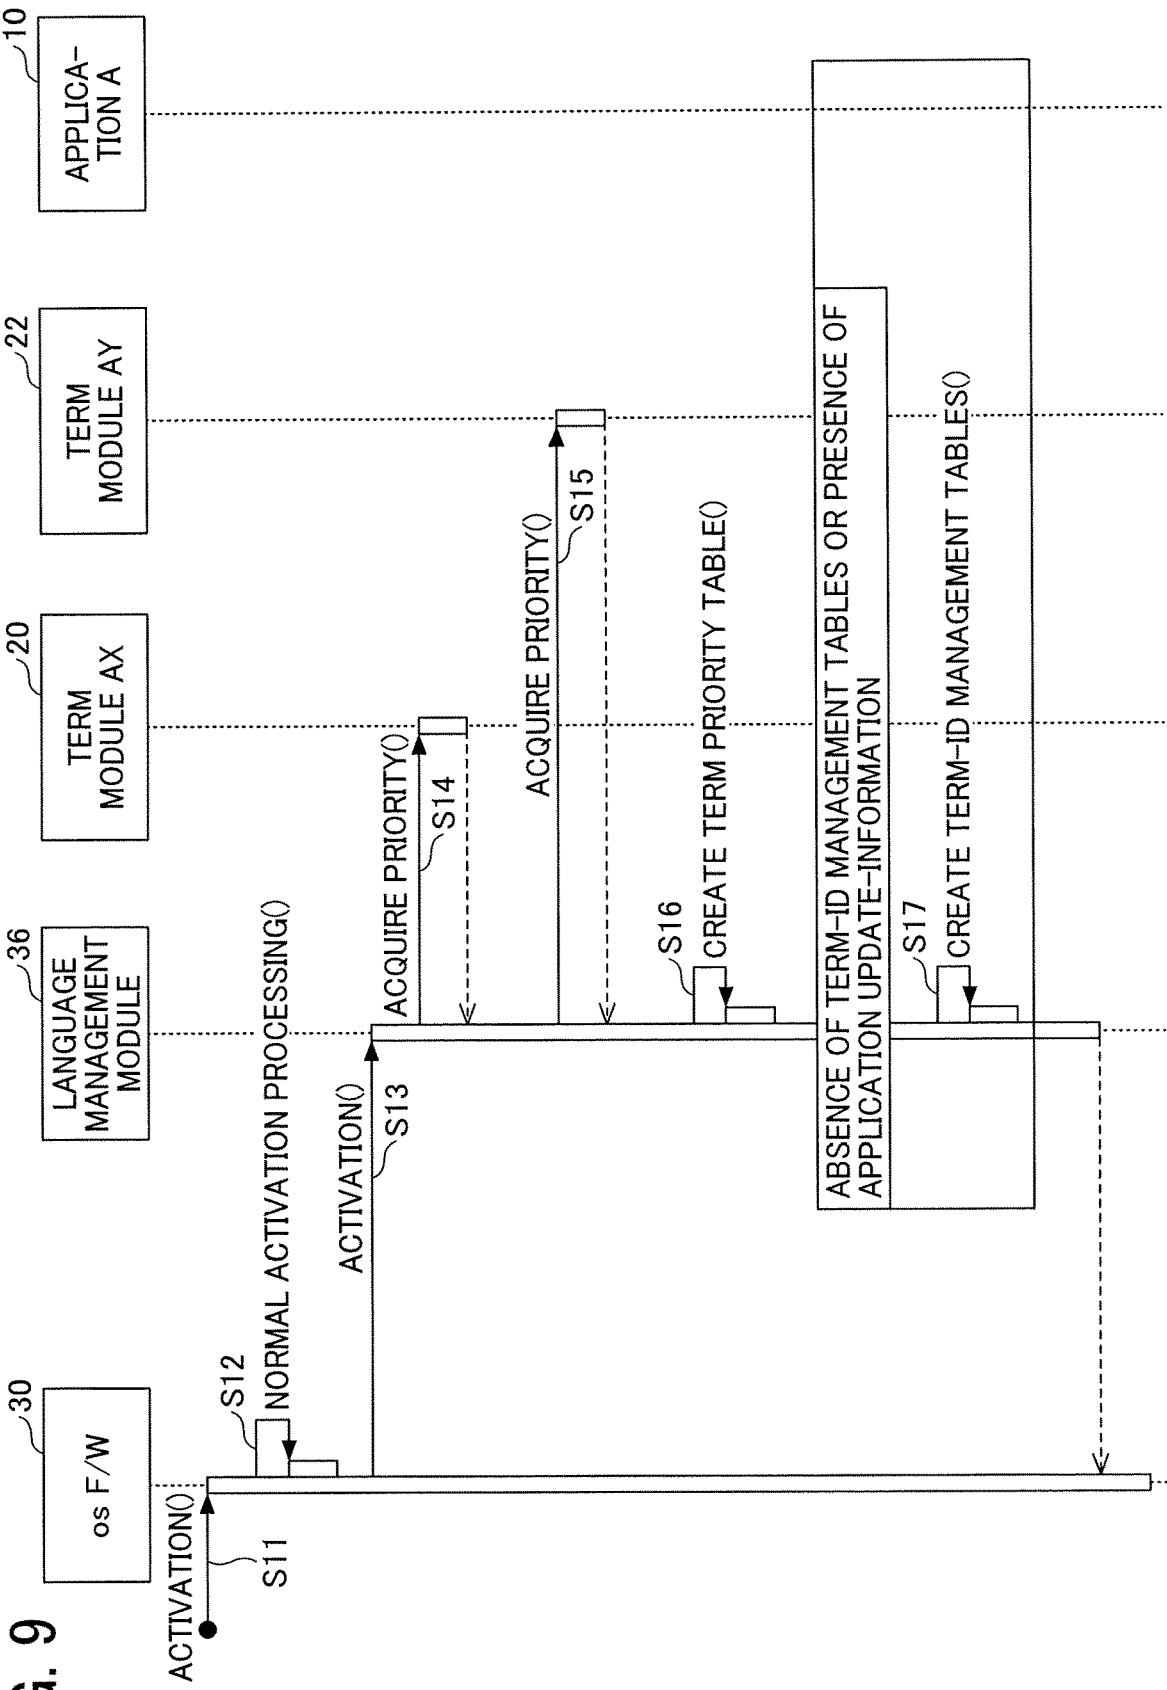 G. 9
30
os F/W
36
LANGUAGE
MANAGEMENT
MODULE
20
TERM
MODULE AX
22
TERM
MODULE AY
10
APPLICA-
TION A
ACTIVATION()
S11
S12
NORMAL ACTIVATION PROCESSING()
ACTIVATION()
S13
ACQUIRE PRIORITY()
S14
ACQUIRE PRIORITY()
S15
S16
CREATE TERM PRIORITY TABLE()
ABSENCE OF TERM-ID MANAGEMENT TABLES OR PRESENCE OF
APPLICATION UPDATE-INFORMATION
S17
CREATE TERM-ID MANAGEMENT TABLES()